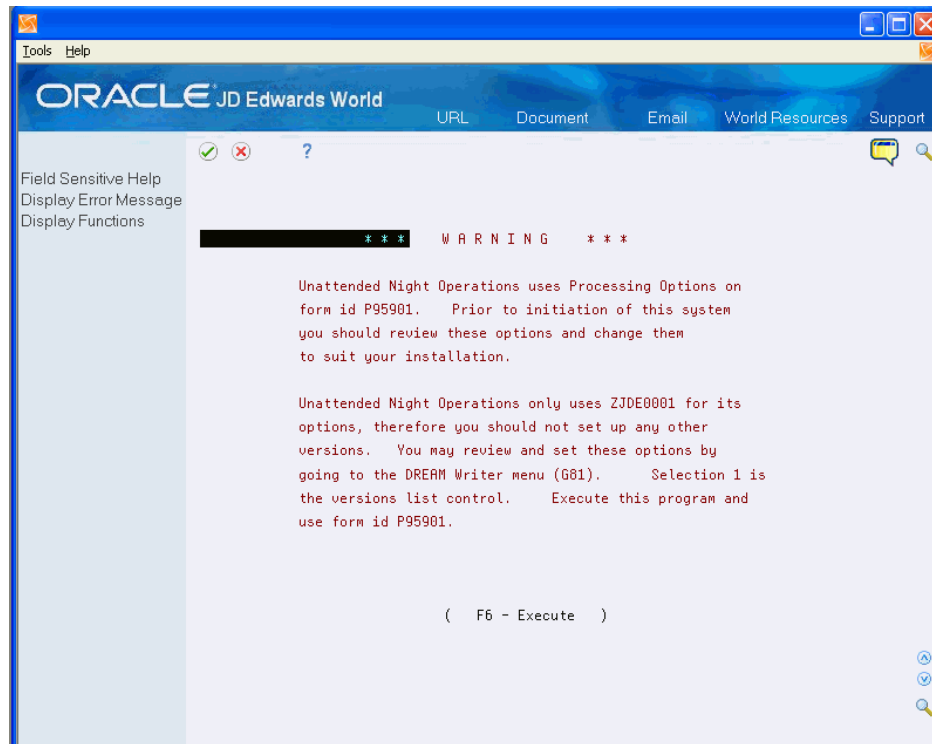 Tools Help
ORACLE JD Edwards World
URL Document Email World Resources Support
?
Field Sensitive Help
Display Error Message
Display Functions
* * * W A R N I N G * * *
Unattended Night Operations uses Processing Options on
form id P95901. Prior to initiation of this system
you should review these options and change them
to suit your installation.
Unattended Night Operations only uses ZJDE0001 for its
options, therefore you should not set up any other
versions. You may review and set these options by
going to the DREAM Writer menu (G81). Selection 1 is
the versions list control. Execute this program and
use form id P95901.
( F6 - Execute )